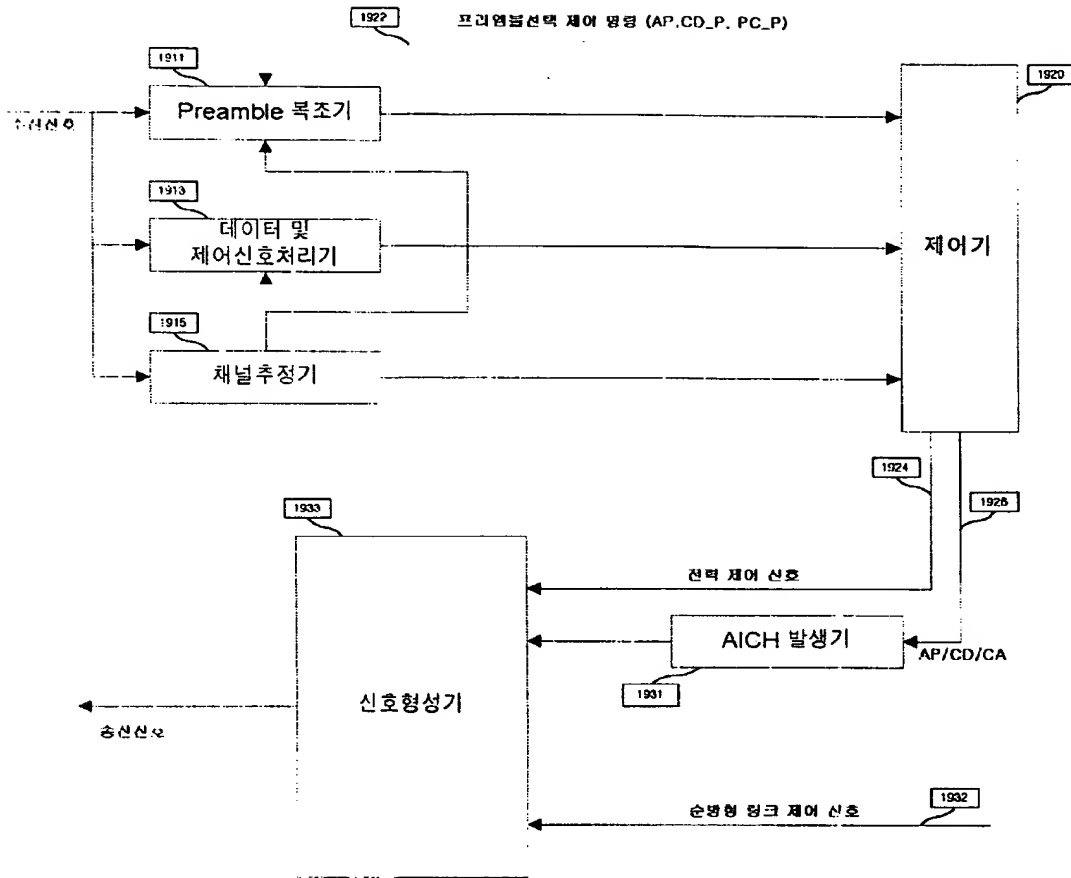 1922
프리앰블선택 제어 명령 (AP,CD_P, PC_P)
1911
1920
Preamble 복조기
수신신호
1913
데이터 및
제어신호처리기
제어기
1915
채널추정기
1924
1926
1933
전력 제어 신호
AICH 발생기
AP/CD/CA
1931
신호형성기
송신신호
1932
순방향 링크 제어 신호